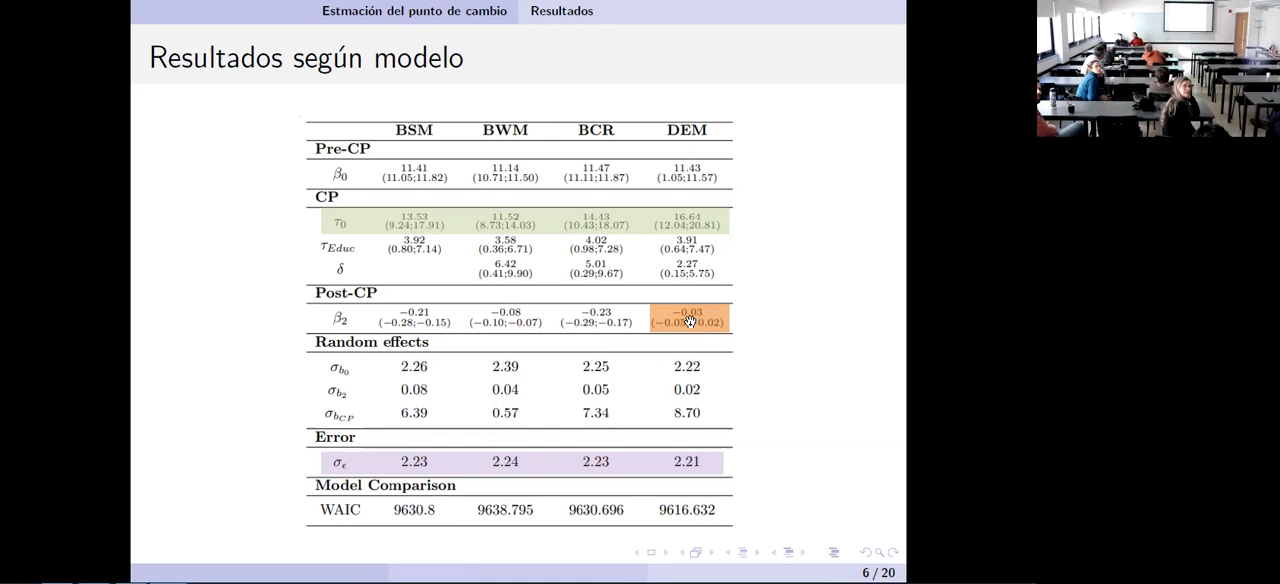 Estmación del punto de cambio Resultados
Resultados según modelo
BSM BWM BCR DEM
Pre-CP
β0 11.41 11.14 11.47 11.43
(11.05;11.82) (10.71;11.50) (11.11;11.87) (1.05;11.57)
CP
τ0 13.53 11.52 14.43 16.64
(9.24;17.91) (8.73;14.03) (10.43;18.07) (12.04;20.81)
τEduc 3.92 3.58 4.02 3.91
(0.80;7.14) (0.36;6.71) (0.98;7.28) (0.64;7.47)
δ 6.42 5.01 2.27
(0.41;9.90) (0.29;9.67) (0.15;5.75)
Post-CP
β2 −0.21 −0.08 −0.23 −0.03
(−0.28;−0.15) (−0.10;−0.07) (−0.29;−0.17)
Random effects
σb0 2.26 2.39 2.25 2.22
σb2 0.08 0.04 0.05 0.02
σbCP 6.39 0.57 7.34 8.70
Error
σϵ 2.23 2.24 2.23 2.21
Model Comparison
WAIC 9630.8 9638.795 9630.696 9616.632
6 / 20